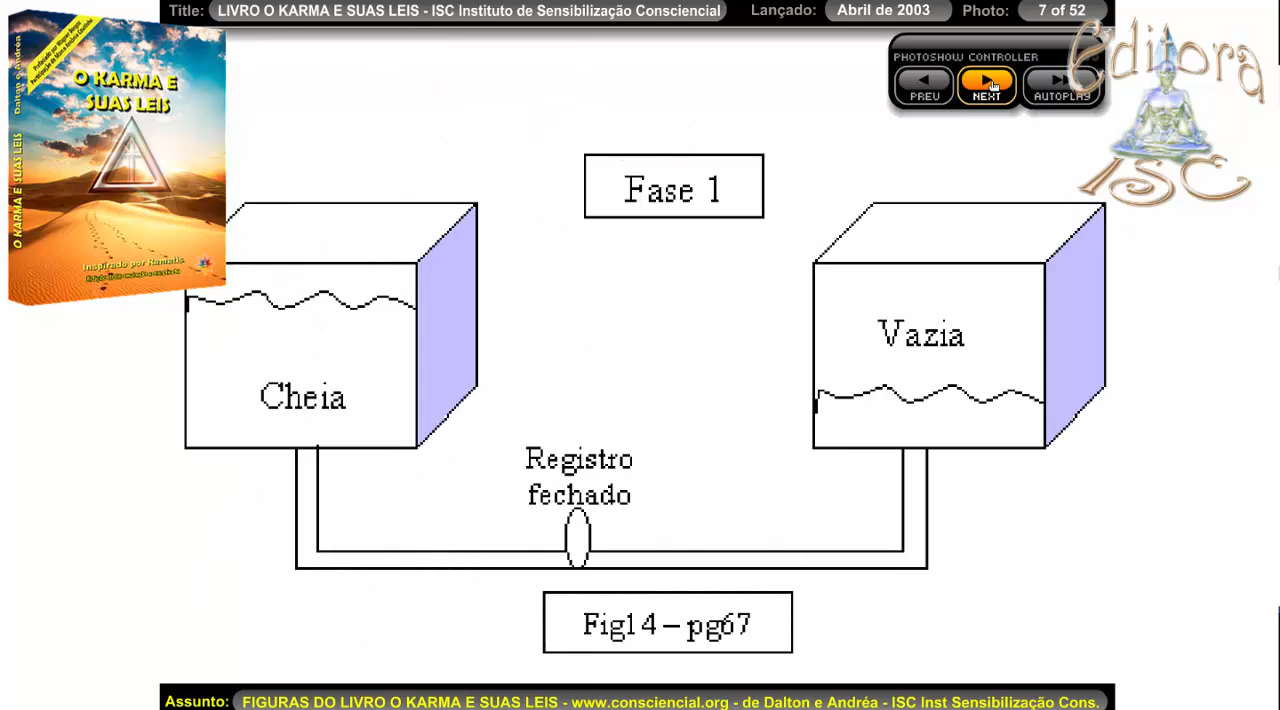 Title: LIVRO O KARMA E SUAS LEIS - ISC Instituto de Sensibilização Consciencial Lançado: Abril de 2003 Photo: 7 of 52
PHOTOSHOW CONTROLLER
PREV NEXT AUTOPLAY
Editora
ISC
Dalton e Andréa
O KARMA E SUAS LEIS
O KARMA E
SUAS LEIS
Inspirado por Ramatis
Fase 1
Cheia
Vazia
Registro
fechado
Fig14 – pg67
Assunto: FIGURAS DO LIVRO O KARMA E SUAS LEIS - www.consciencial.org - de Dalton e Andréa - ISC Inst Sensibilização Cons.